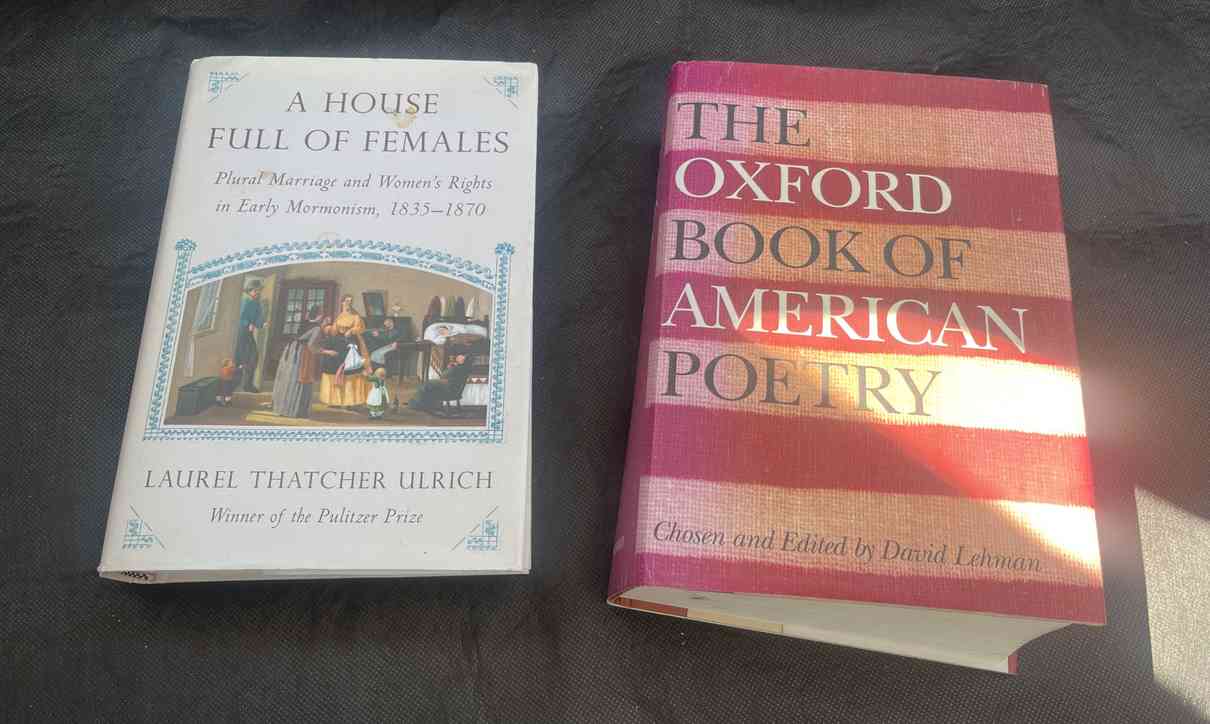 A HOUSE
FULL OF FEMALES
Plural Marriage and Women's Rights
in Early Mormonism, 1835–1870
LAUREL THATCHER ULRICH
Winner of the Pulitzer Prize
THE
OXFORD
BOOK OF
AMERICAN
POETRY
Chosen and Edited by David Lehman